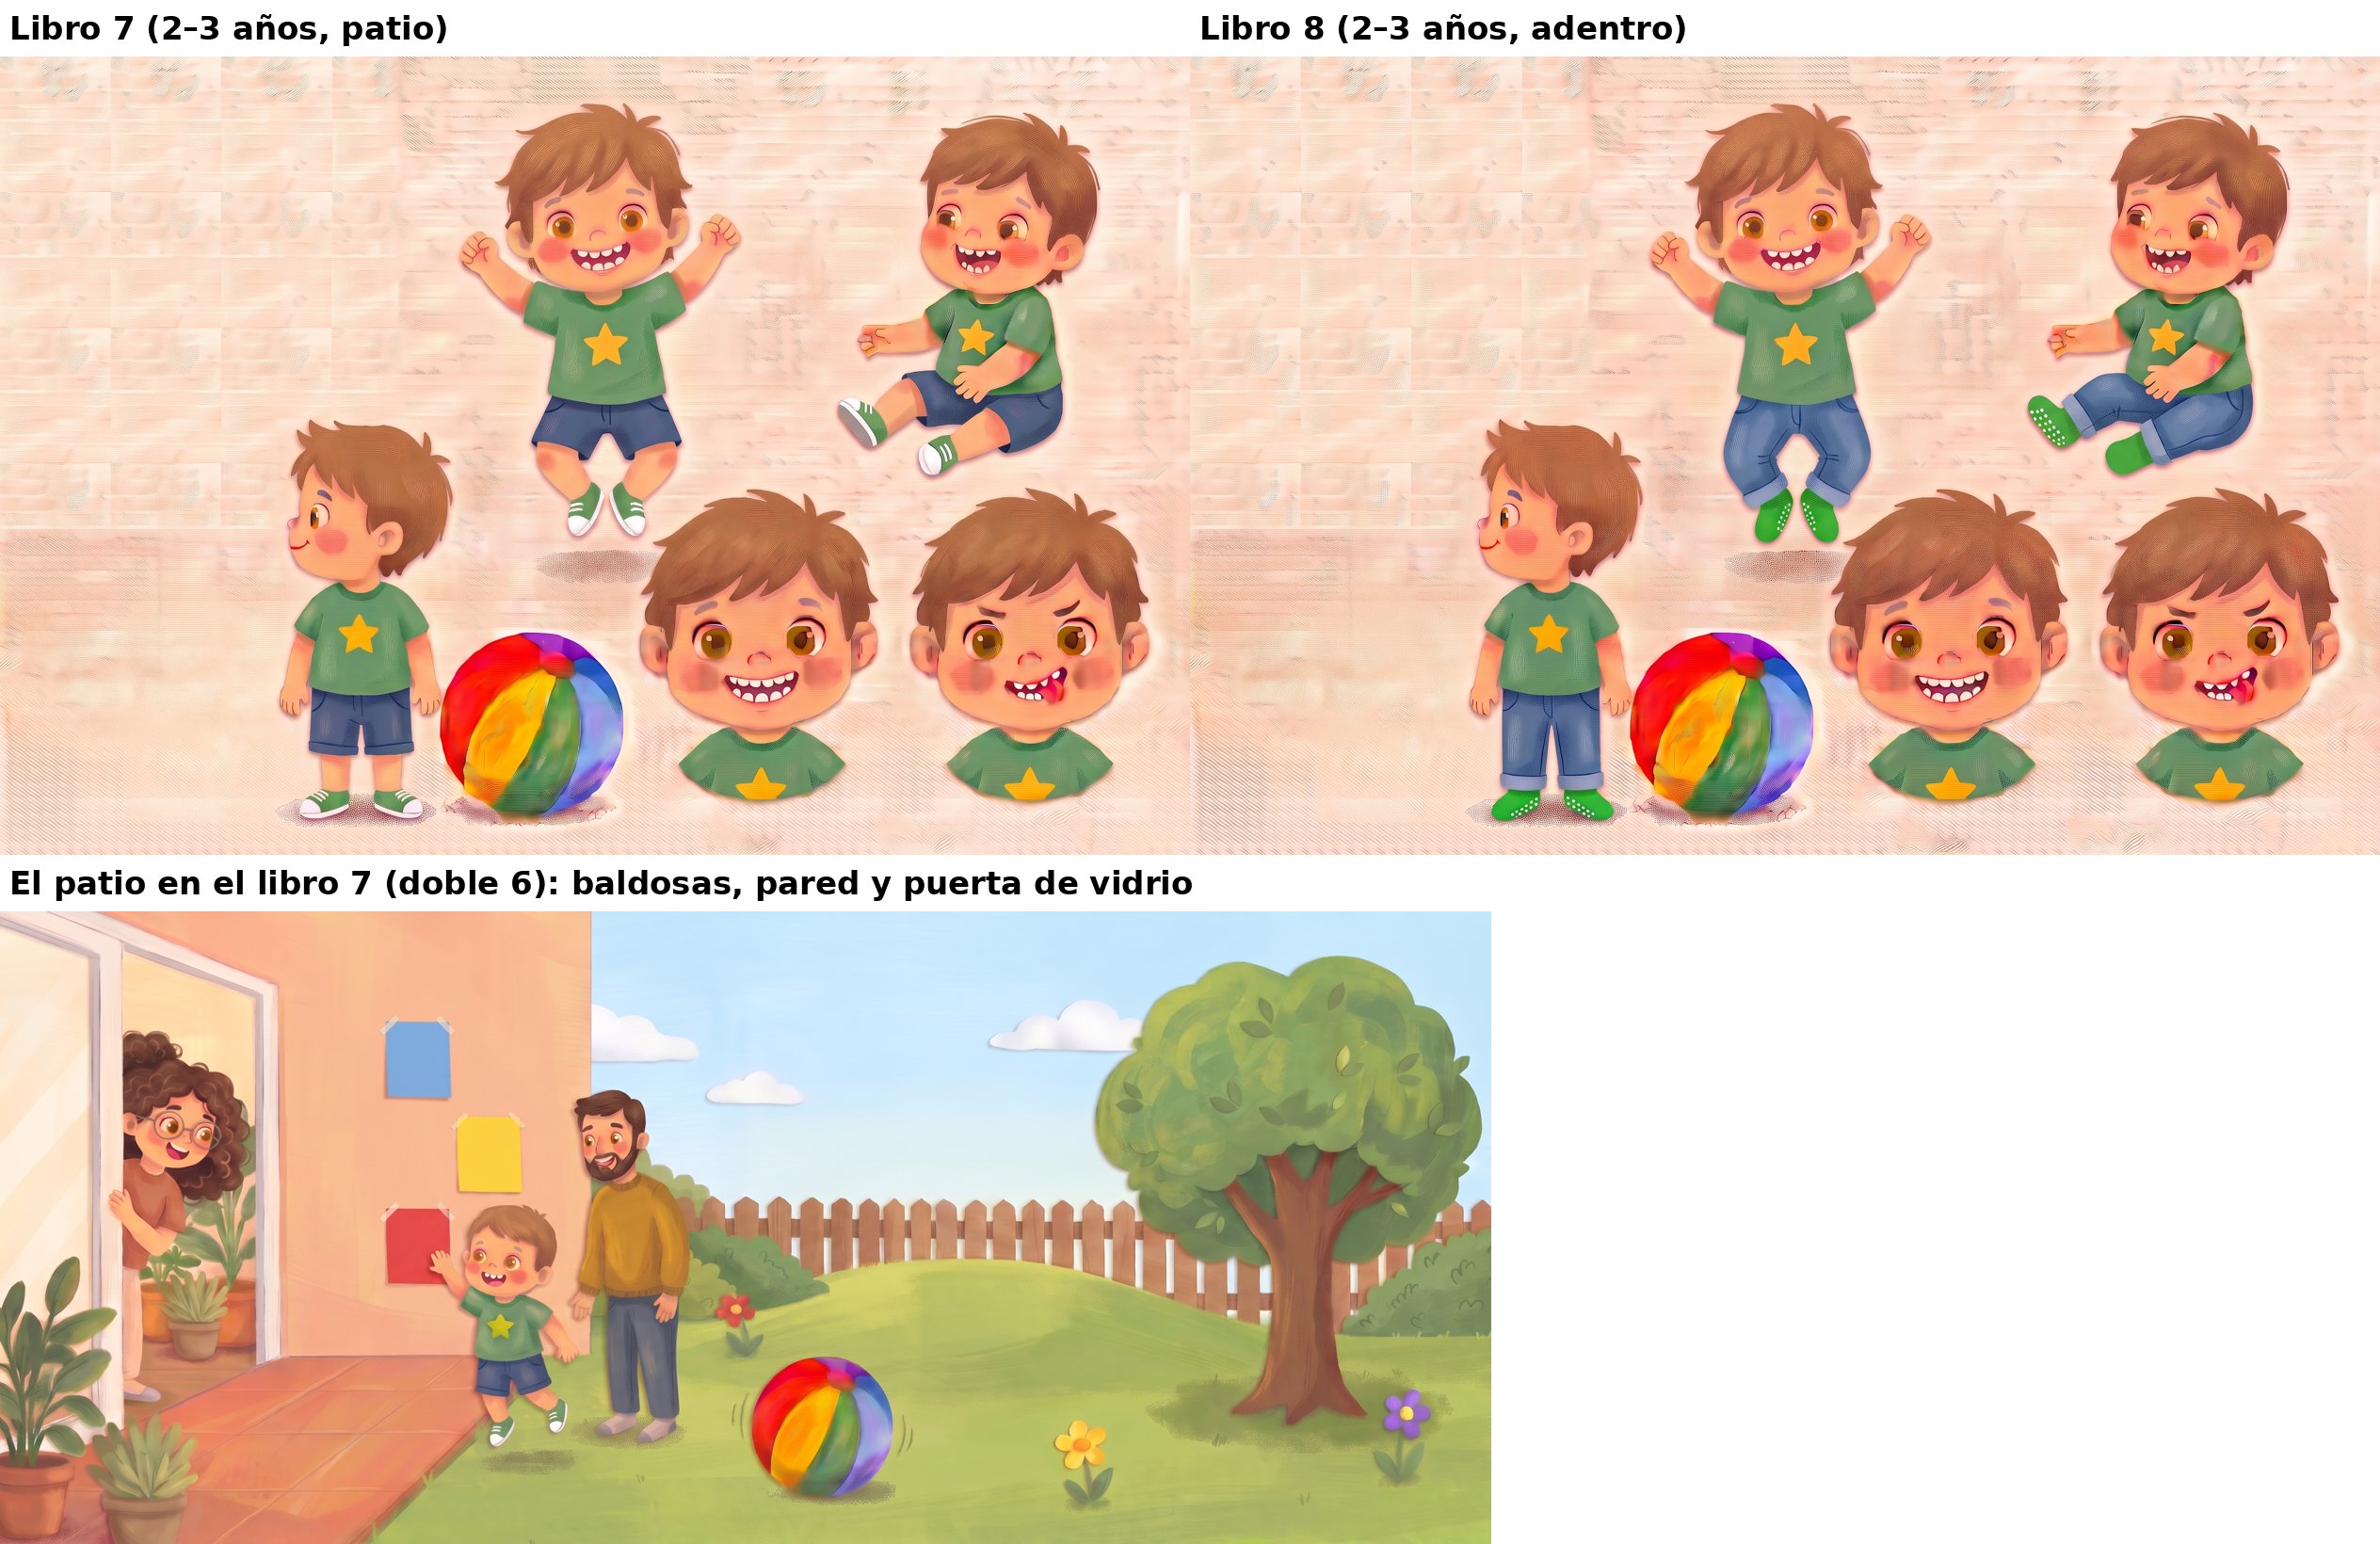 Libro 7 (2–3 años, patio)
Libro 8 (2–3 años, adentro)
El patio en el libro 7 (doble 6): baldosas, pared y puerta de vidrio